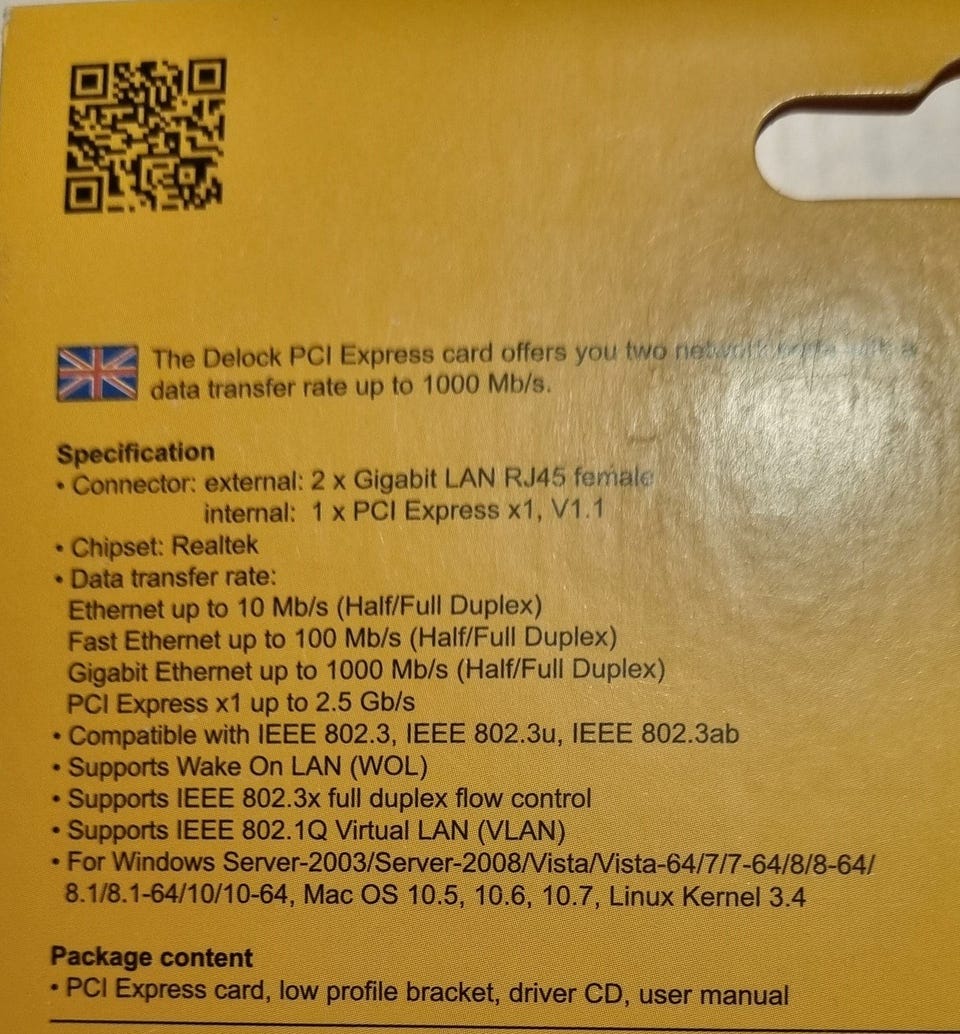 The Delock PCI Express card offers you two network ports with a
data transfer rate up to 1000 Mb/s.
Specification
• Connector: external: 2 x Gigabit LAN RJ45 female
internal: 1 x PCI Express x1, V1.1
• Chipset: Realtek
• Data transfer rate:
Ethernet up to 10 Mb/s (Half/Full Duplex)
Fast Ethernet up to 100 Mb/s (Half/Full Duplex)
Gigabit Ethernet up to 1000 Mb/s (Half/Full Duplex)
PCI Express x1 up to 2.5 Gb/s
• Compatible with IEEE 802.3, IEEE 802.3u, IEEE 802.3ab
• Supports Wake On LAN (WOL)
• Supports IEEE 802.3x full duplex flow control
• Supports IEEE 802.1Q Virtual LAN (VLAN)
• For Windows Server-2003/Server-2008/Vista/Vista-64/7/7-64/8/8-64/
8.1/8.1-64/10/10-64, Mac OS 10.5, 10.6, 10.7, Linux Kernel 3.4
Package content
• PCI Express card, low profile bracket, driver CD, user manual